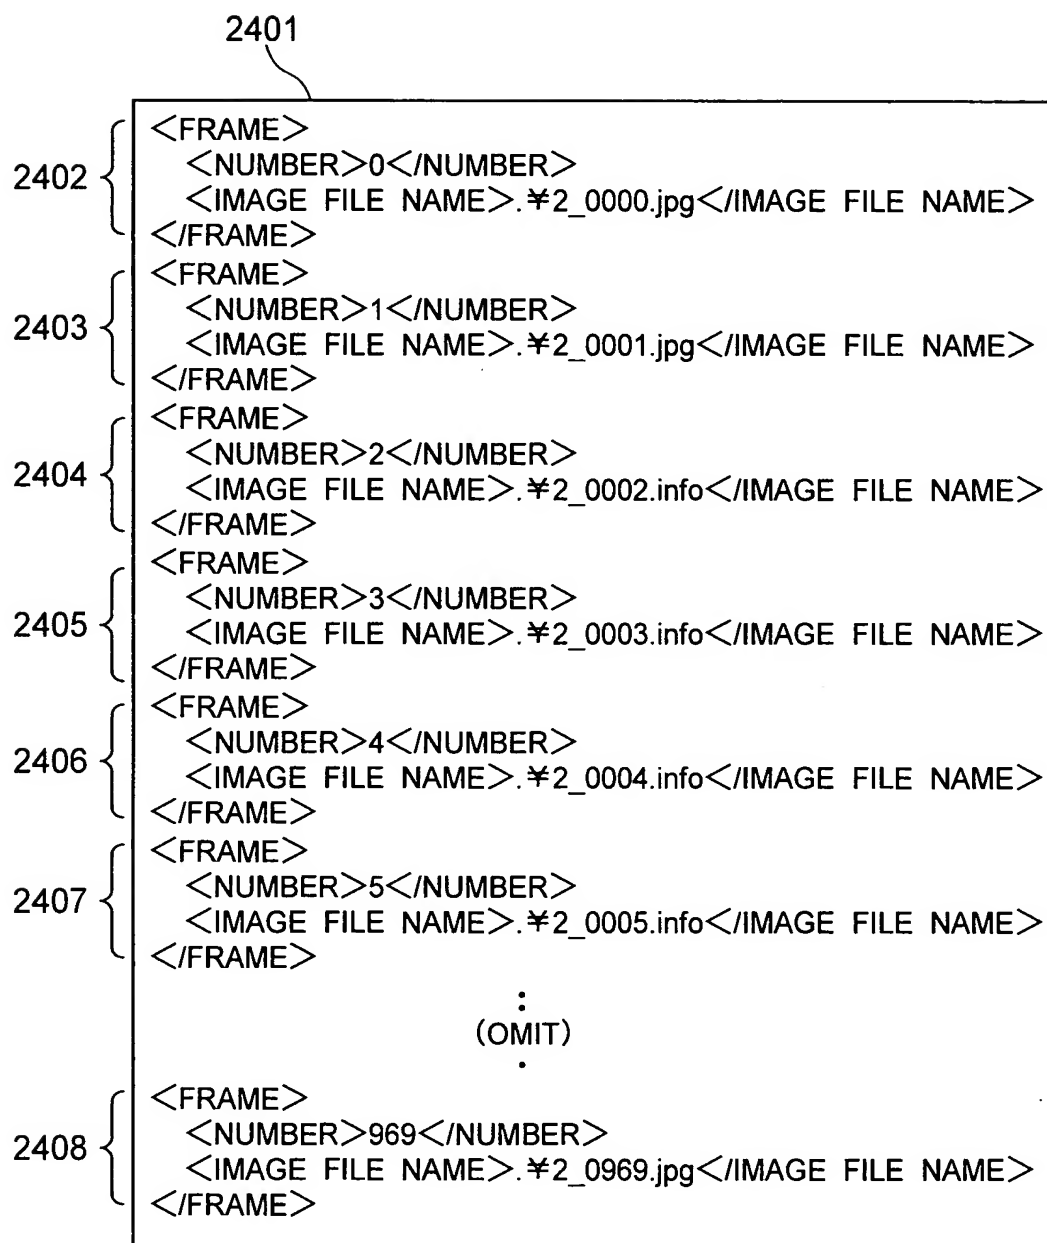 2401
2402
<FRAME>
<NUMBER>0</NUMBER>
<IMAGE FILE NAME>.¥2_0000.jpg</IMAGE FILE NAME>
</FRAME>
2403
<FRAME>
<NUMBER>1</NUMBER>
<IMAGE FILE NAME>.¥2_0001.jpg</IMAGE FILE NAME>
</FRAME>
2404
<FRAME>
<NUMBER>2</NUMBER>
<IMAGE FILE NAME>.¥2_0002.info</IMAGE FILE NAME>
</FRAME>
2405
<FRAME>
<NUMBER>3</NUMBER>
<IMAGE FILE NAME>.¥2_0003.info</IMAGE FILE NAME>
</FRAME>
2406
<FRAME>
<NUMBER>4</NUMBER>
<IMAGE FILE NAME>.¥2_0004.info</IMAGE FILE NAME>
</FRAME>
2407
<FRAME>
<NUMBER>5</NUMBER>
<IMAGE FILE NAME>.¥2_0005.info</IMAGE FILE NAME>
</FRAME>
:
(OMIT)
.
2408
<FRAME>
<NUMBER>969</NUMBER>
<IMAGE FILE NAME>.¥2_0969.jpg</IMAGE FILE NAME>
</FRAME>